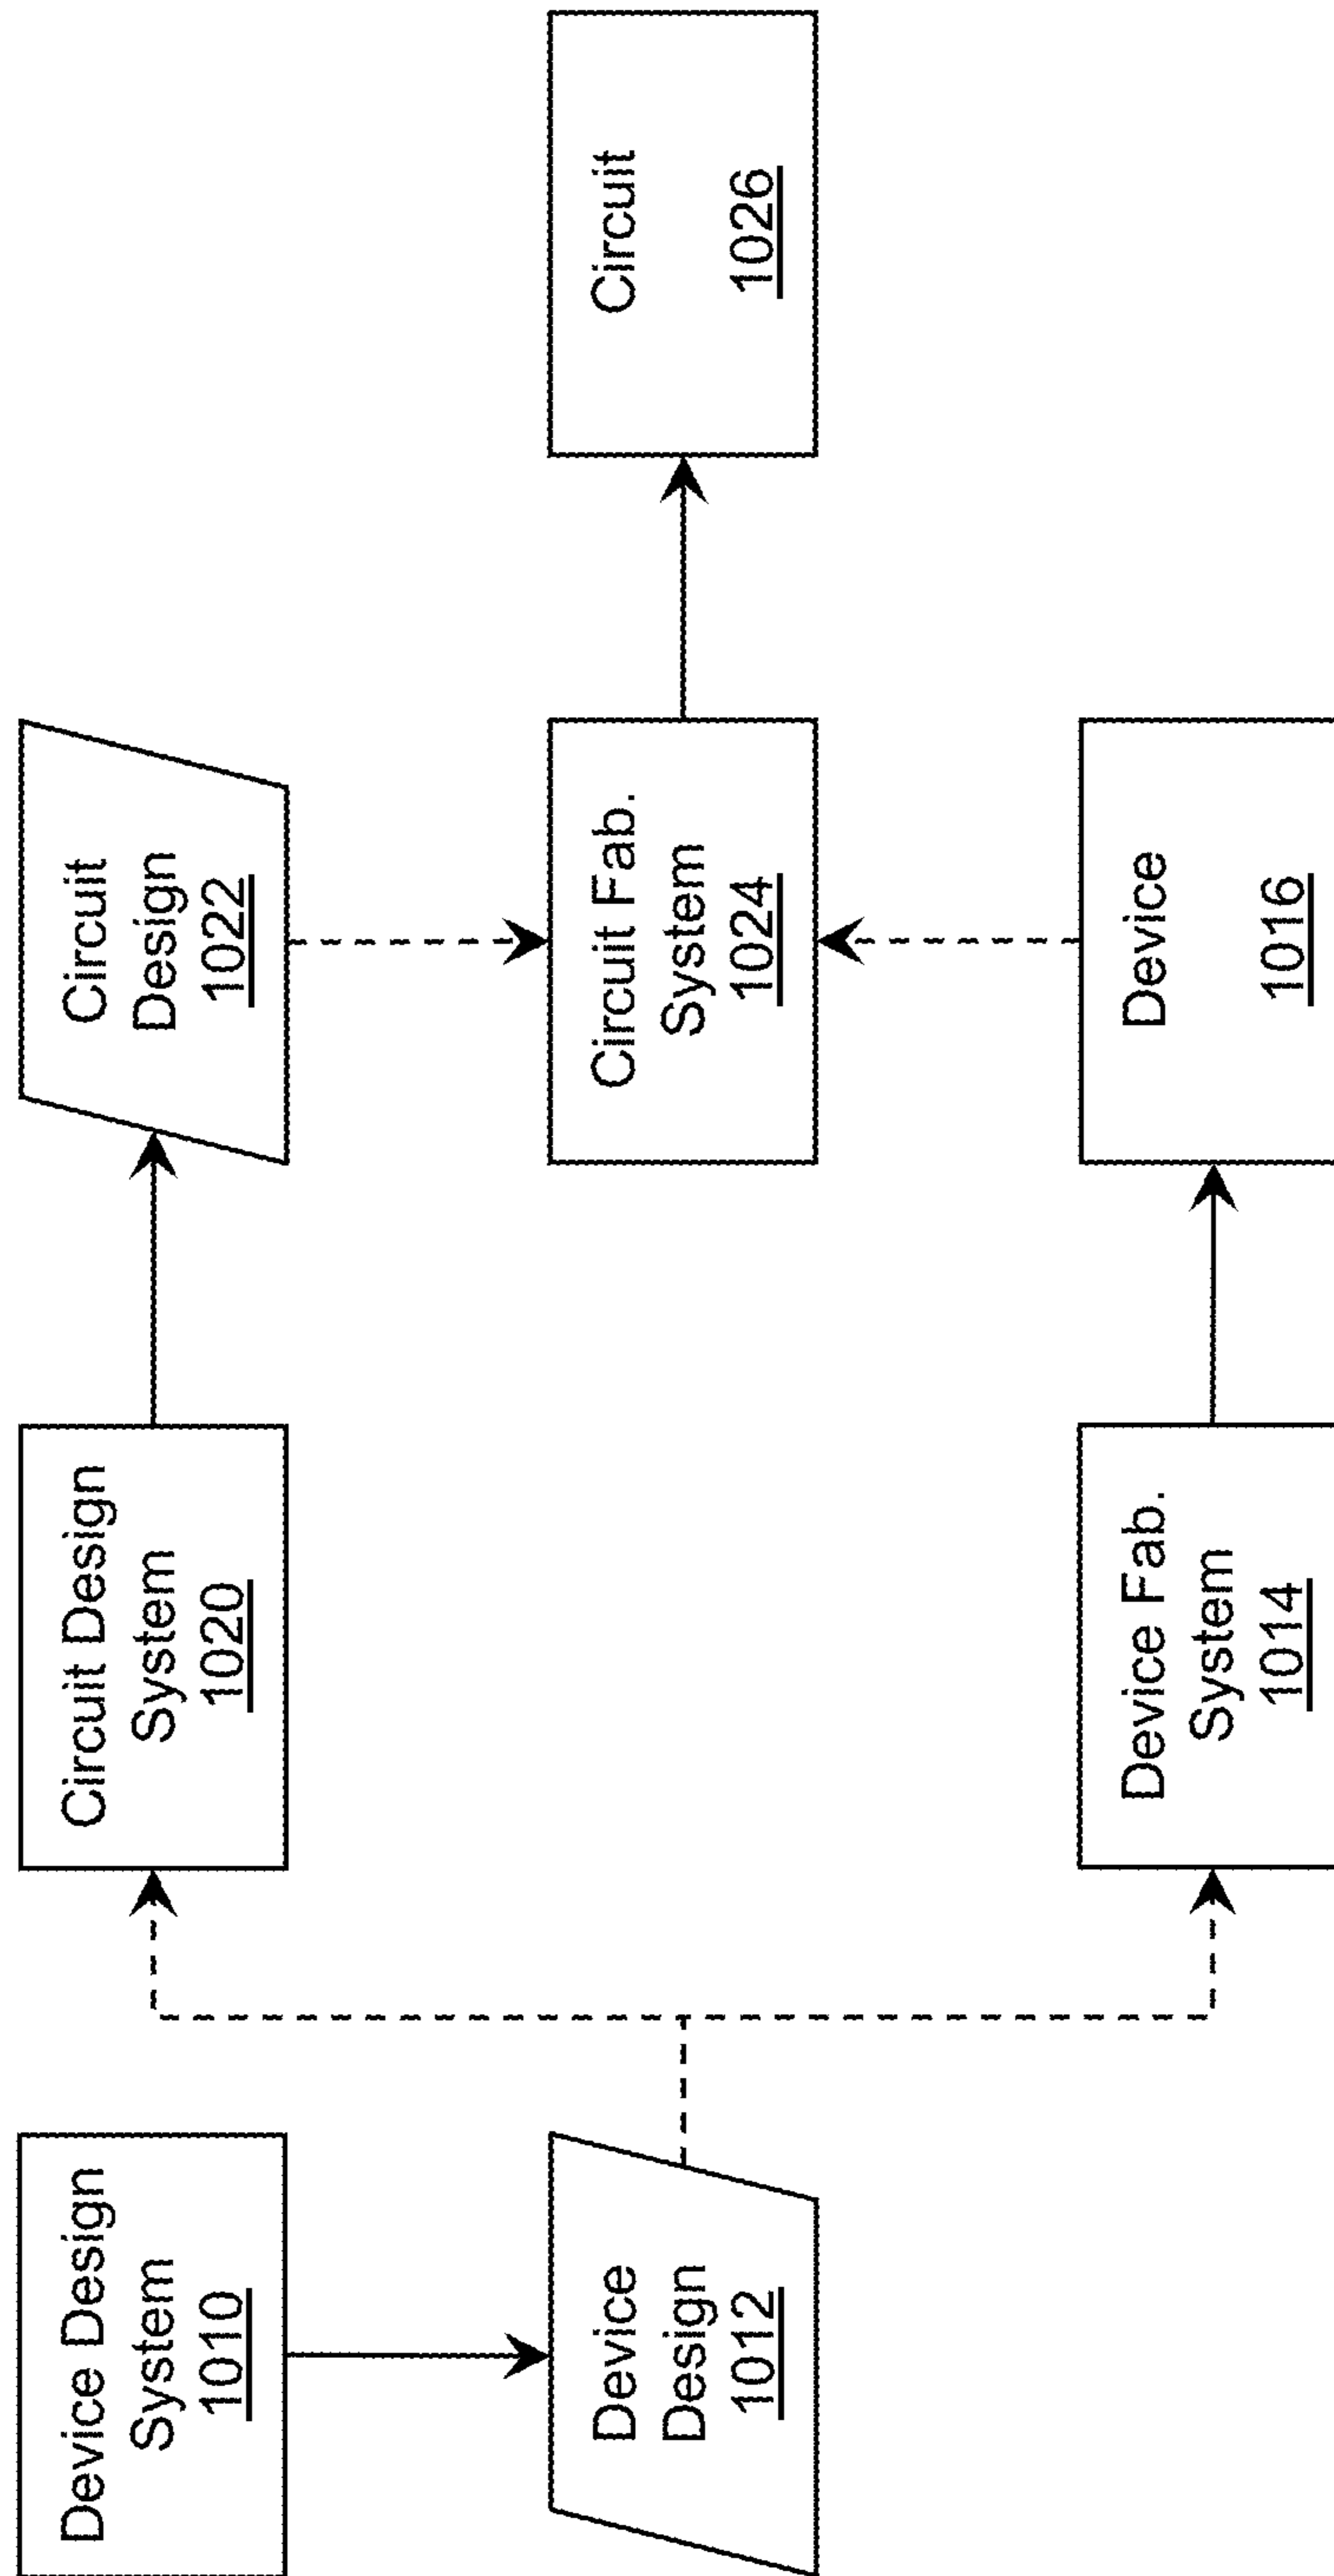 Device Design
System
1010
Circuit Design
System
1020
Circuit
Design
1022
Device
Design
1012
Circuit Fab.
System
1024
Circuit
1026
Device Fab.
System
1014
Device
1016